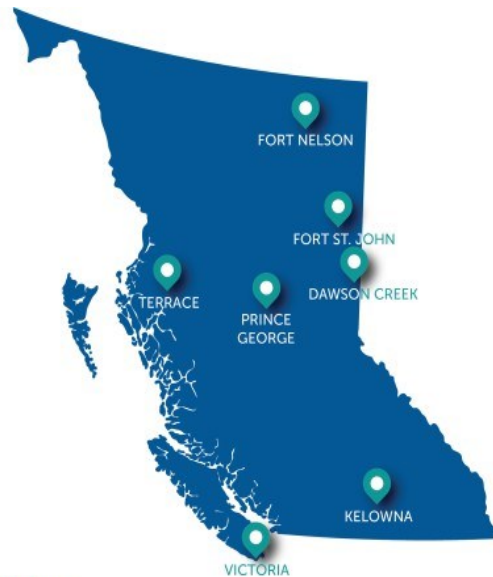 FORT NELSON
FORT ST. JOHN
DAWSON CREEK
TERRACE
PRINCE
GEORGE
KELOWNA
VICTORIA